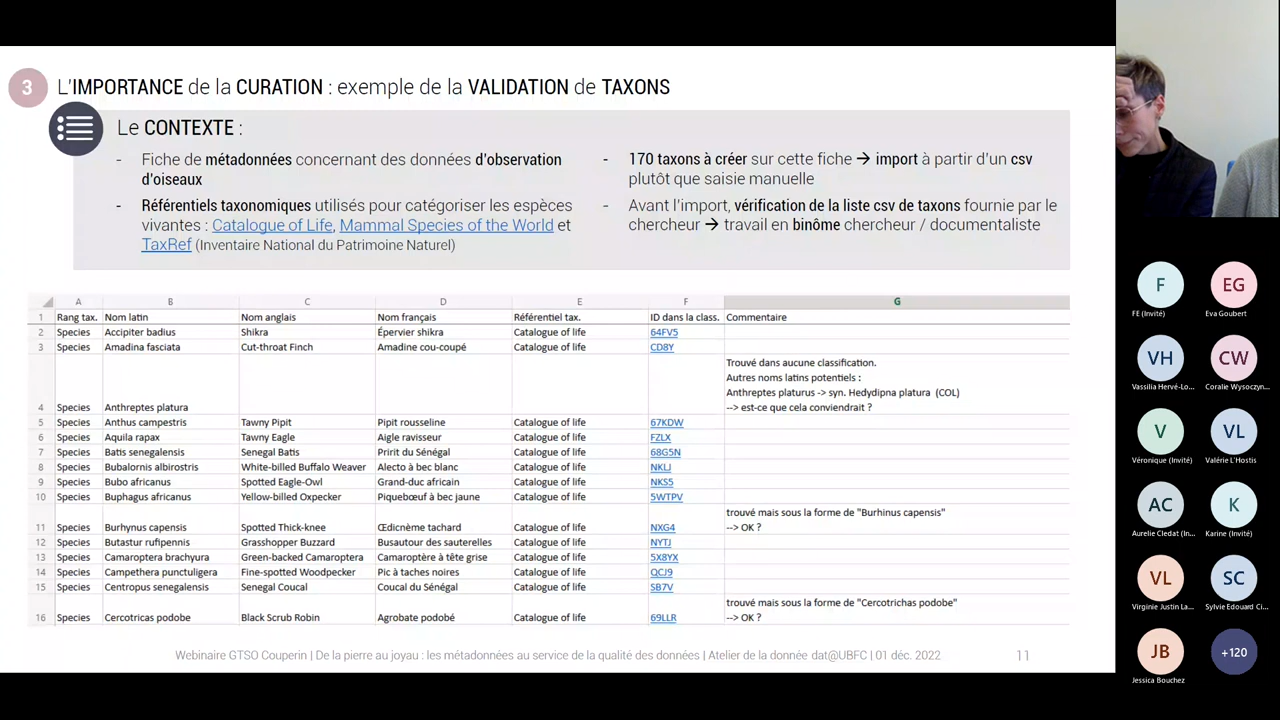 3
L'IMPORTANCE de la CURATION : exemple de la VALIDATION de TAXONS
Le CONTEXTE :
- Fiche de métadonnées concernant des données d'observation
d'oiseaux
- Référentiels taxonomiques utilisés pour catégoriser les espèces
vivantes : Catalogue of Life, Mammal Species of the World et
TaxRef (Inventaire National du Patrimoine Naturel)
- 170 taxons à créer sur cette fiche → import à partir d'un csv
plutôt que saisie manuelle
- Avant l'import, vérification de la liste csv de taxons fournie par le
chercheur → travail en binôme chercheur / documentaliste
A B C D E F G
1 Rang tax. Nom latin Nom anglais Nom français Référentiel tax. ID dans la class. Commentaire
2 Species Accipiter badius Shikra Épervier shikra Catalogue of life 64FV5
3 Species Amadina fasciata Cut-throat Finch Amadine cou-coupé Catalogue of life CD8Y
Trouvé dans aucune classification.
Autres noms latins potentiels :
Anthreptes platurus -> syn. Hedydipna platura (COL)
4 Species Anthreptes platura --> est-ce que cela conviendrait ?
5 Species Anthus campestris Tawny Pipit Pipit rousseline Catalogue of life 67KDW
6 Species Aquila rapax Tawny Eagle Aigle ravisseur Catalogue of life FZLX
7 Species Batis senegalensis Senegal Batis Pririt du Sénégal Catalogue of life 68G5N
8 Species Bubalornis albirostris White-billed Buffalo Weaver Alecto à bec blanc Catalogue of life NKLJ
9 Species Bubo africanus Spotted Eagle-Owl Grand-duc africain Catalogue of life NKS5
10 Species Buphagus africanus Yellow-billed Oxpecker Piquebœuf à bec jaune Catalogue of life 5WTPV
trouvé mais sous la forme de "Burhinus capensis"
11 Species Burhynus capensis Spotted Thick-knee Œdicnème tachard Catalogue of life NXG4 --> OK ?
12 Species Butastur rufipennis Grasshopper Buzzard Busautour des sauterelles Catalogue of life NYTJ
13 Species Camaroptera brachyura Green-backed Camaroptera Camaroptère à tête grise Catalogue of life 5X8YX
14 Species Campethera punctuligera Fine-spotted Woodpecker Pic à taches noires Catalogue of life QCJ9
15 Species Centropus senegalensis Senegal Coucal Coucal du Sénégal Catalogue of life SB7V
trouvé mais sous la forme de "Cercotrichas podobe"
16 Species Cercotricas podobe Black Scrub Robin Agrobate podobé Catalogue of life 69LLR --> OK ?
Webinaire GTSO Couperin | De la pierre au joyau : les métadonnées au service de la qualité des données | Atelier de la donnée dat@UBFC | 01 déc. 2022
11
F EG
FE (Invité) Eva Goubert
VH CW
Vassilia Hervé-Lo... Coralie Wysoczyn...
V VL
Véronique (Invité) Valérie L'Hostis
AC K
Aurelie Cledat (In... Karine (Invité)
VL SC
Virginie Justin La... Sylvie Edouard Ci...
JB +120
Jessica Bouchez